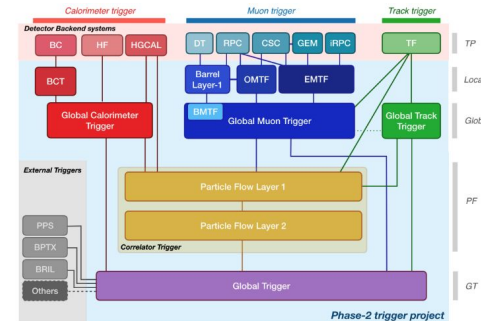 Calorimeter trigger
Muon trigger
Track trigger
Detector Backend systems
BC
HF
HGCAL
DT
RPC
CSC
GEM
iRPC
TF
TP
BCT
Barrel
Layer-1
OMTF
EMTF
Global Calorimeter
Trigger
BMTF
Global Muon Trigger
Global Track
Trigger
External Triggers
Particle Flow Layer 1
PF
PPS
Particle Flow Layer 2
BPTX
Correlator Trigger
BRIL
Others
Global Trigger
GT
Phase-2 trigger project